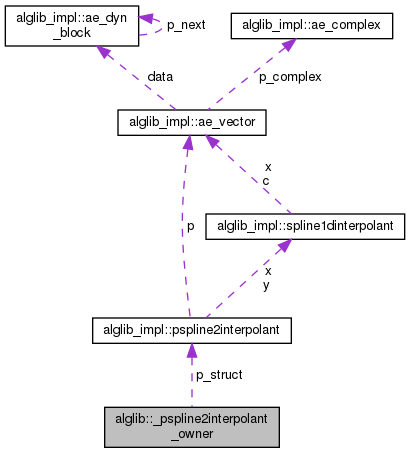 alglib_impl::ae_dyn
_block
p_next
alglib_impl::ae_complex
data
p_complex
alglib_impl::ae_vector
x
c
p
alglib_impl::spline1dinterpolant
x
y
alglib_impl::pspline2interpolant
p_struct
alglib::_pspline2interpolant
_owner